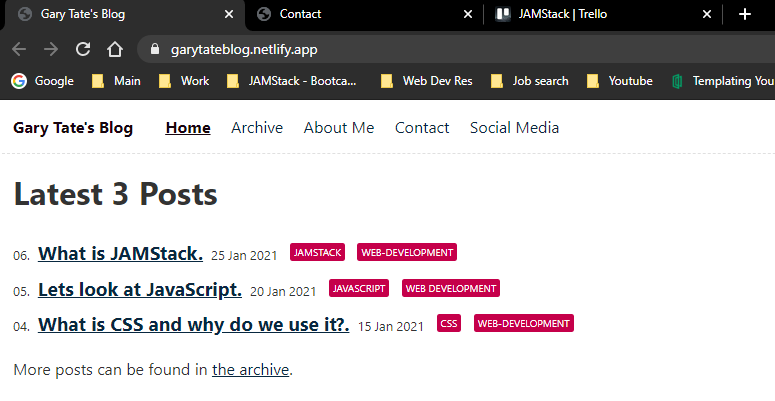 Gary Tate's Blog
Contact
JAMStack | Trello
garytateblog.netlify.app
Google Main Work JAMStack - Bootca... Web Dev Res Job search Youtube Templating You
Gary Tate's Blog Home Archive About Me Contact Social Media
Latest 3 Posts
06. What is JAMStack. 25 Jan 2021 JAMSTACK WEB-DEVELOPMENT
05. Lets look at JavaScript. 20 Jan 2021 JAVASCRIPT WEB DEVELOPMENT
04. What is CSS and why do we use it?. 15 Jan 2021 CSS WEB-DEVELOPMENT
More posts can be found in the archive.